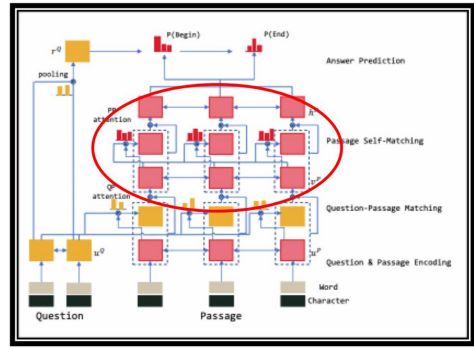 P(Begin)
P(End)
r^Q
Answer Prediction
pooling
PP
attention
h^P
Passage Self-Matching
v^P
QP
attention
Question-Passage Matching
u^Q
u^P
Question & Passage Encoding
Word
Character
Question
Passage